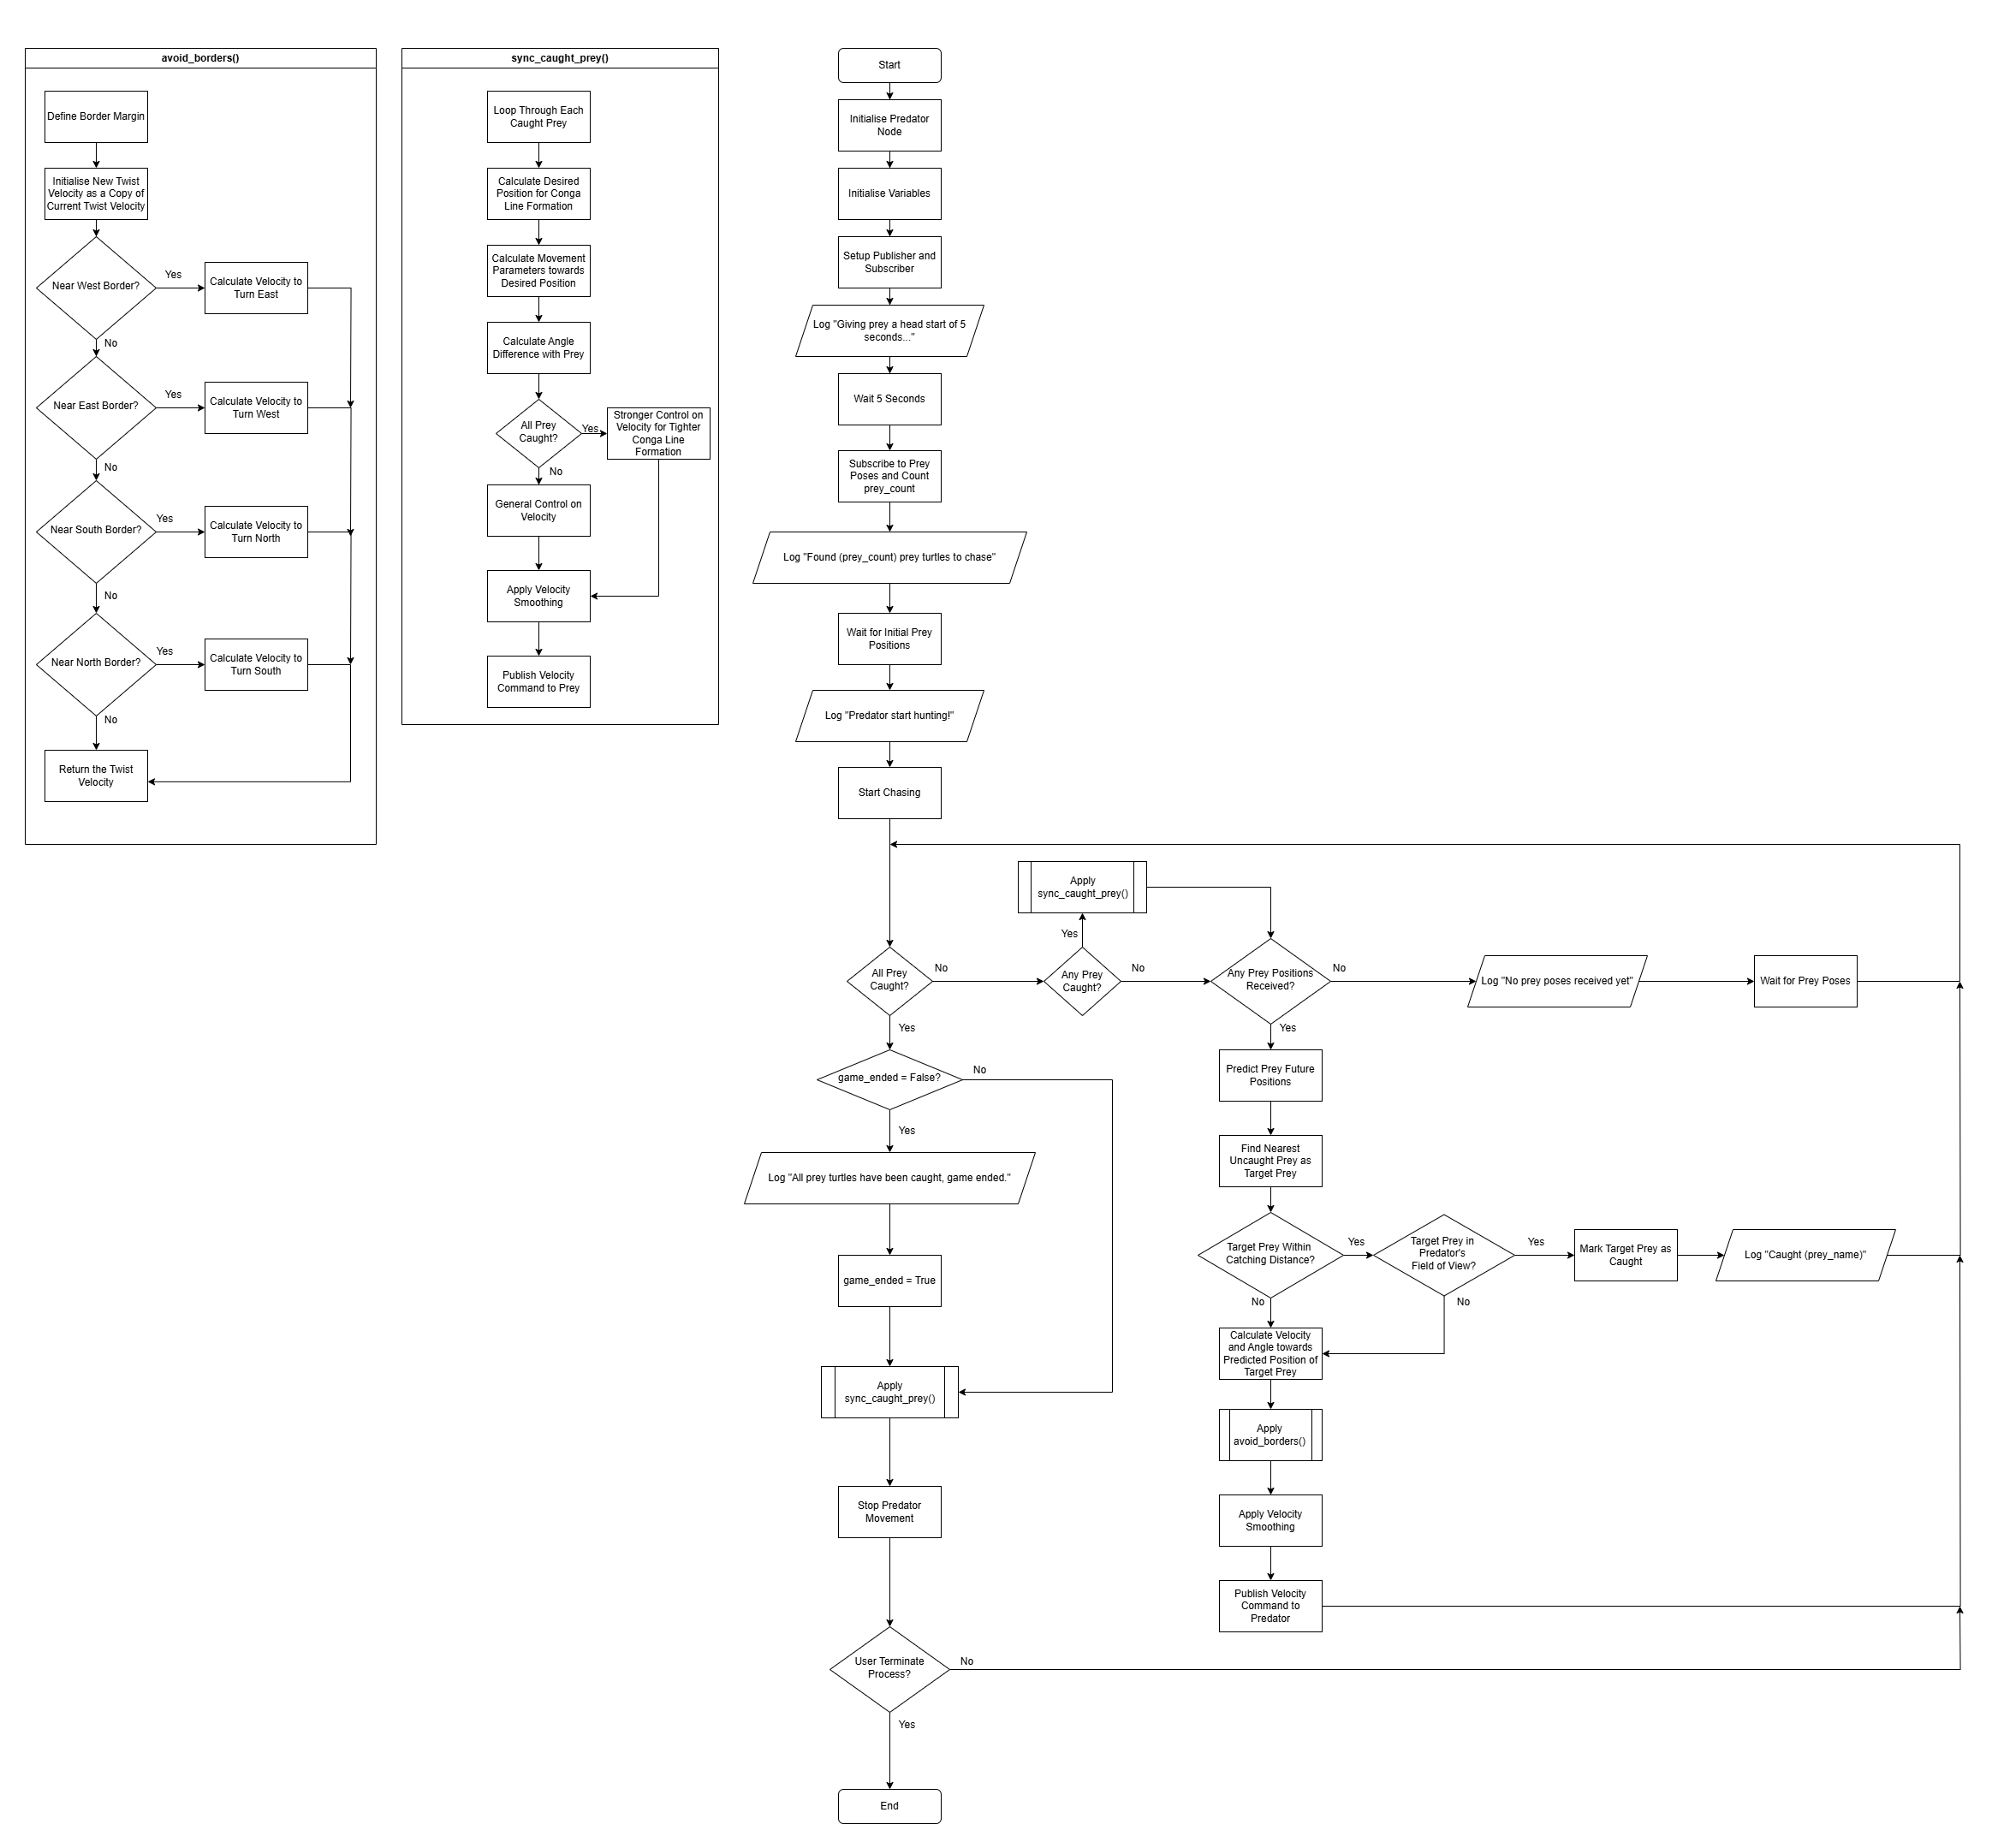 avoid_borders()
Define Border Margin
Initialise New Twist
Velocity as a Copy of
Current Twist Velocity
Near West Border?
Yes
Calculate Velocity to
Turn East
No
Near East Border?
Yes
Calculate Velocity to
Turn West
No
Near South Border?
Yes
Calculate Velocity to
Turn North
No
Near North Border?
Yes
Calculate Velocity to
Turn South
No
Return the Twist
Velocity
sync_caught_prey()
Loop Through Each
Caught Prey
Calculate Desired
Position for Conga
Line Formation
Calculate Movement
Parameters towards
Desired Position
Calculate Angle
Difference with Prey
All Prey
Caught?
Yes
Stronger Control on
Velocity for Tighter
Conga Line
Formation
No
General Control on
Velocity
Apply Velocity
Smoothing
Publish Velocity
Command to Prey
Start
Initialise Predator
Node
Initialise Variables
Setup Publisher and
Subscriber
Log "Giving prey a head start of 5
seconds..."
Wait 5 Seconds
Subscribe to Prey
Poses and Count
prey_count
Log "Found (prey_count) prey turtles to chase"
Wait for Initial Prey
Positions
Log "Predator start hunting!"
Start Chasing
All Prey
Caught?
No
Any Prey
Caught?
Yes
Apply
sync_caught_prey()
No
Any Prey Positions
Received?
No
Log "No prey poses received yet"
Wait for Prey Poses
Yes
Predict Prey Future
Positions
Find Nearest
Uncaught Prey as
Target Prey
Target Prey Within
Catching Distance?
Yes
Target Prey in
Predator's
Field of View?
Yes
Mark Target Prey as
Caught
Log "Caught (prey_name)"
No
No
Calculate Velocity
and Angle towards
Predicted Position of
Target Prey
Apply
avoid_borders()
Apply Velocity
Smoothing
Publish Velocity
Command to
Predator
Yes
game_ended = False?
No
Yes
Log "All prey turtles have been caught, game ended."
game_ended = True
Apply
sync_caught_prey()
Stop Predator
Movement
User Terminate
Process?
No
Yes
End